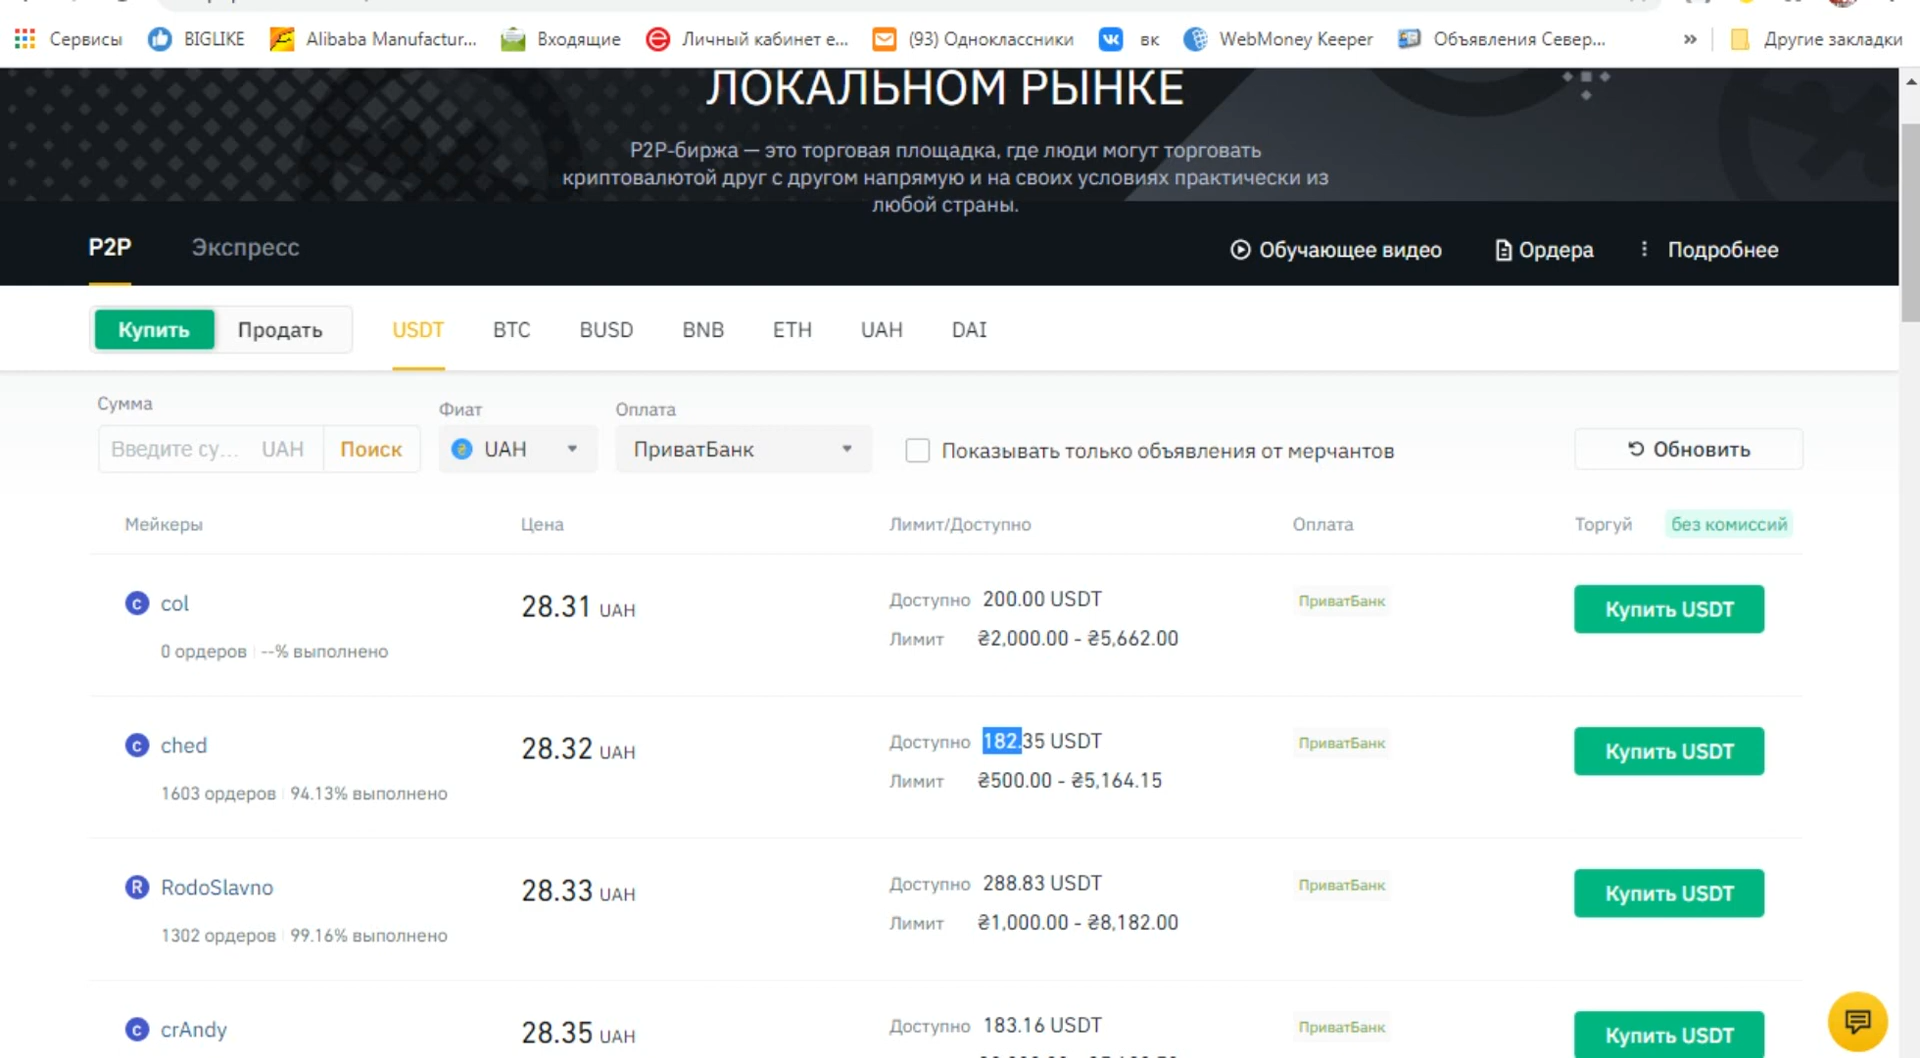 Сервисы BIGLIKE Alibaba Manufactur... Входящие Личный кабинет е... (93) Одноклассники вк WebMoney Keeper Объявления Север... » Другие закладки
ЛОКАЛЬНОМ РЫНКЕ
P2P-биржа — это торговая площадка, где люди могут торговать
криптовалютой друг с другом напрямую и на своих условиях практически из
любой страны.
P2P Экспресс Обучающее видео Ордера Подробнее
Купить Продать USDT BTC BUSD BNB ETH UAH DAI
Сумма Фиат Оплата
Введите су... UAH Поиск UAH ПриватБанк Показывать только объявления от мерчантов Обновить
Мейкеры Цена Лимит/Доступно Оплата Торгуй без комиссий
C col 28.31 UAH Доступно 200.00 USDT ПриватБанк Купить USDT
0 ордеров --% выполнено Лимит ₴2,000.00 - ₴5,662.00
C ched 28.32 UAH Доступно 182.35 USDT ПриватБанк Купить USDT
1603 ордеров 94.13% выполнено Лимит ₴500.00 - ₴5,164.15
R RodoSlavno 28.33 UAH Доступно 288.83 USDT ПриватБанк Купить USDT
1302 ордеров 99.16% выполнено Лимит ₴1,000.00 - ₴8,182.00
C crAndy 28.35 UAH Доступно 183.16 USDT ПриватБанк Купить USDT